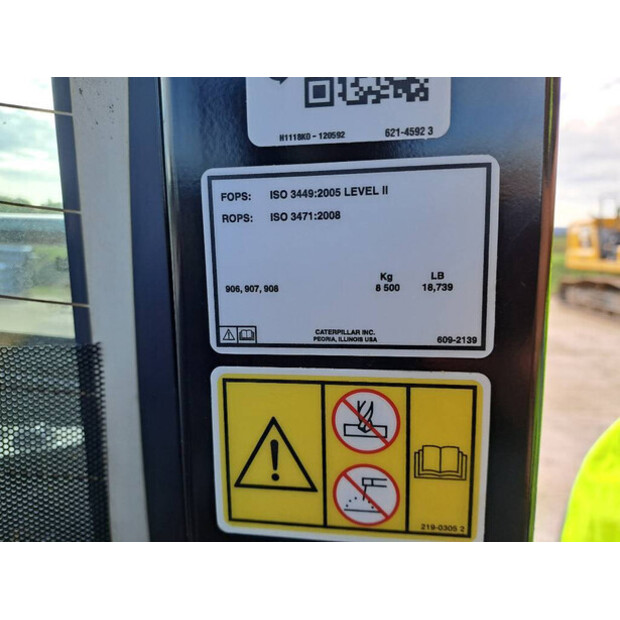 H1118K0-120592 621-4592 3
FOPS: ISO 3449:2005 LEVEL II
ROPS: ISO 3471:2008
Kg LB
906, 907, 908 8 500 18,739
CATERPILLAR INC.
PEORIA, ILLINOIS USA 609-2139
219-0305 2